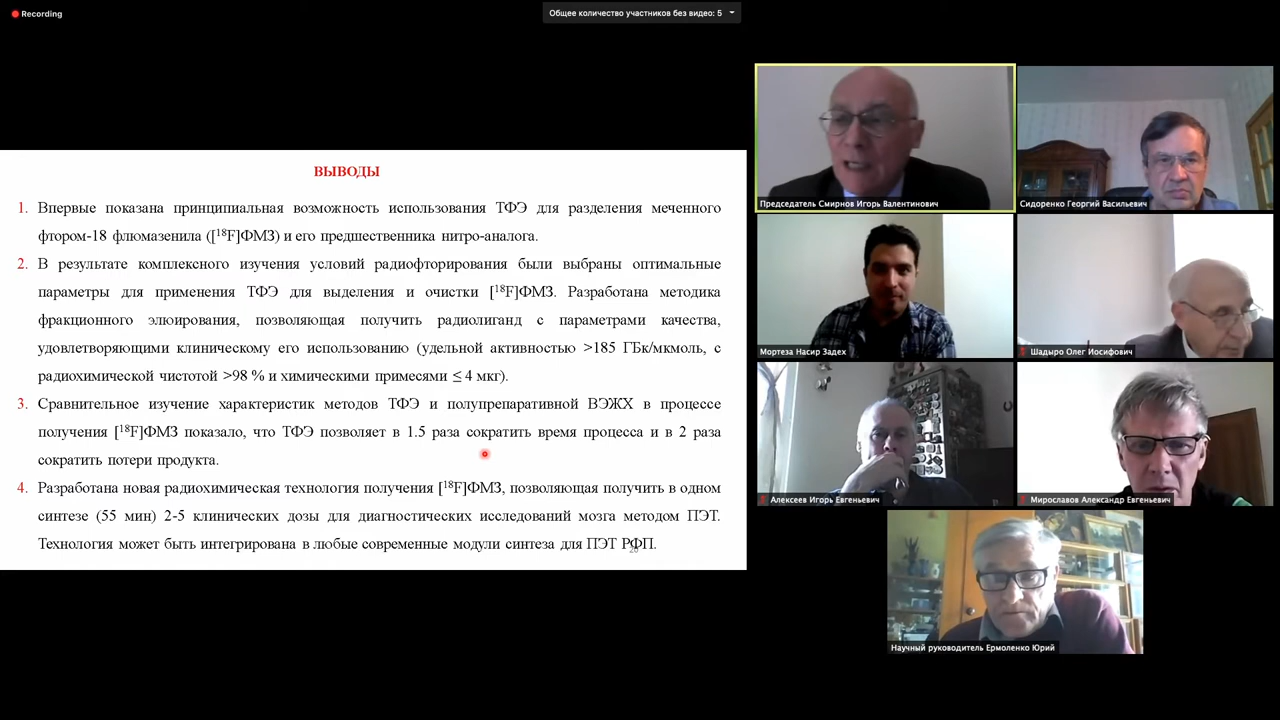 Recording
Общее количество участников без видео: 5
ВЫВОДЫ
1. Впервые показана принципиальная возможность использования ТФЭ для разделения меченного
фтором-18 флюмазенила ([18F]ФМЗ) и его предшественника нитро-аналога.
2. В результате комплексного изучения условий радиофторирования были выбраны оптимальные
параметры для применения ТФЭ для выделения и очистки [18F]ФМЗ. Разработана методика
фракционного элюирования, позволяющая получить радиолиганд с параметрами качества,
удовлетворяющими клиническому его использованию (удельной активностью >185 ГБк/мкмоль, с
радиохимической чистотой >98 % и химическими примесями ≤ 4 мкг).
3. Сравнительное изучение характеристик методов ТФЭ и полупрепаративной ВЭЖХ в процессе
получения [18F]ФМЗ показало, что ТФЭ позволяет в 1.5 раза сократить время процесса и в 2 раза
сократить потери продукта.
4. Разработана новая радиохимическая технология получения [18F]ФМЗ, позволяющая получить в одном
синтезе (55 мин) 2-5 клинических дозы для диагностических исследований мозга методом ПЭТ.
Технология может быть интегрирована в любые современные модули синтеза для ПЭТ РФП.
Председатель Смирнов Игорь Валентинович
Сидоренко Георгий Васильевич
Мортеза Насир Задех
Шадыро Олег Иосифович
Алексеев Игорь Евгеньевич
Мирославов Александр Евгеньевич
Научный руководитель Ермоленко Юрий